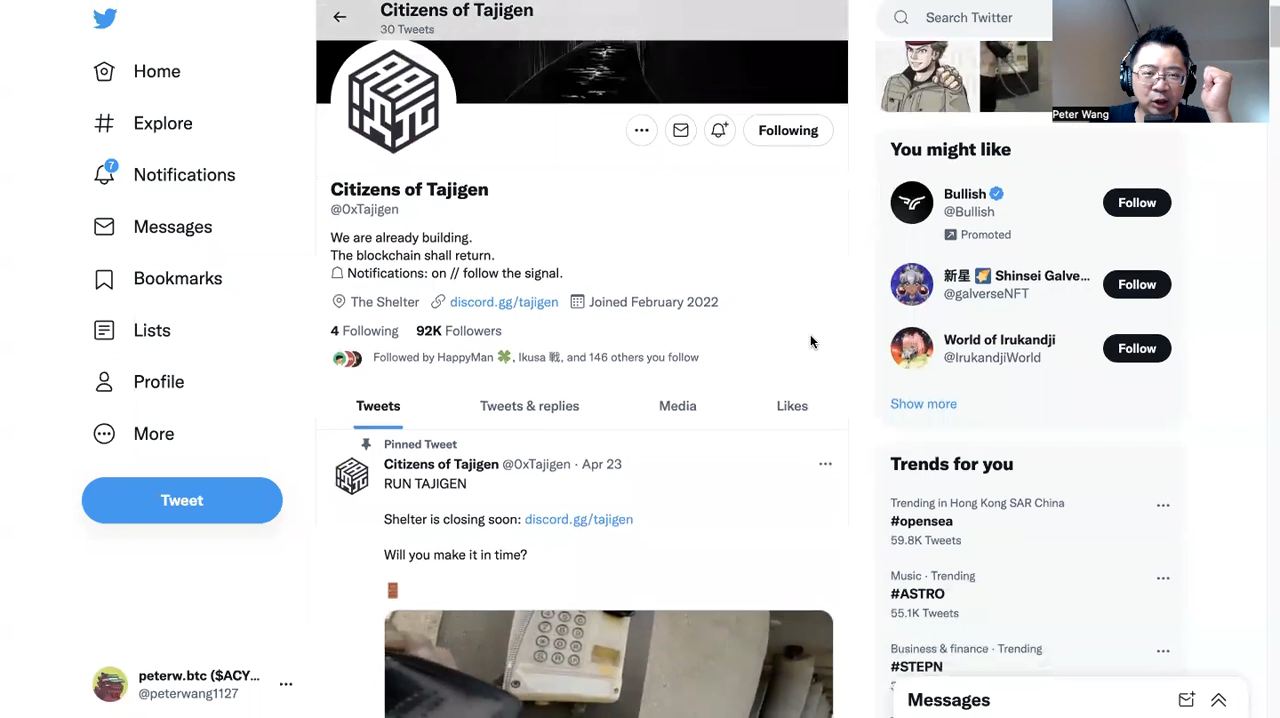 Home
Explore
7
Notifications
Messages
Bookmarks
Lists
Profile
More
Tweet
peterw.btc ($ACY...
@peterwang1127
Citizens of Tajigen
30 Tweets
Following
Citizens of Tajigen
@0xTajigen
We are already building.
The blockchain shall return.
Notifications: on // follow the signal.
The Shelter discord.gg/tajigen Joined February 2022
4 Following 92K Followers
Followed by HappyMan 🍀, Ikusa 戦, and 146 others you follow
Tweets Tweets & replies Media Likes
Pinned Tweet
Citizens of Tajigen @0xTajigen · Apr 23
RUN TAJIGEN
Shelter is closing soon: discord.gg/tajigen
Will you make it in time?
Search Twitter
Peter Wang
You might like
Bullish
@Bullish
Promoted
Follow
新星 Shinsei Galve...
@galverseNFT
Follow
World of Irukandji
@IrukandjiWorld
Follow
Show more
Trends for you
Trending in Hong Kong SAR China
#opensea
59.8K Tweets
Music · Trending
#ASTRO
55.1K Tweets
Business & finance · Trending
#STEPN
Messages